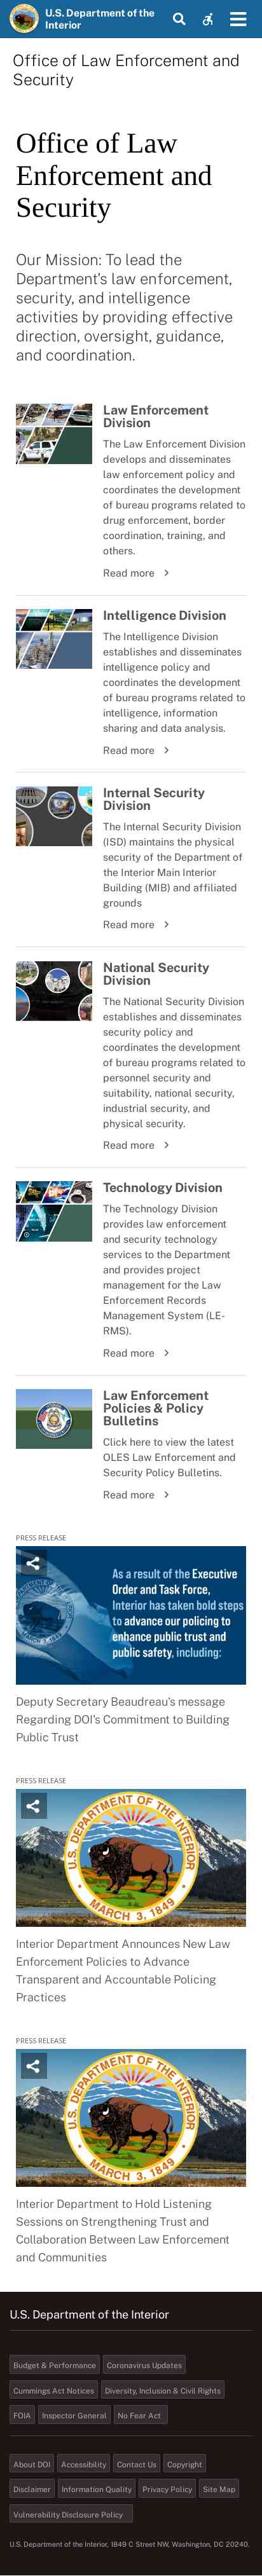 U.S. Department of the
Interior
Office of Law Enforcement and
Security
Office of Law
Enforcement and
Security
Our Mission: To lead the
Department's law enforcement,
security, and intelligence
activities by providing effective
direction, oversight, guidance,
and coordination.
Law Enforcement
Division
The Law Enforcement Division
develops and disseminates
law enforcement policy and
coordinates the development
of bureau programs related to
drug enforcement, border
coordination, training, and
others.
Read more
Intelligence Division
The Intelligence Division
establishes and disseminates
intelligence policy and
coordinates the development
of bureau programs related to
intelligence, information
sharing and data analysis.
Read more
Internal Security
Division
The Internal Security Division
(ISD) maintains the physical
security of the Department of
the Interior Main Interior
Building (MIB) and affiliated
grounds
Read more
National Security
Division
The National Security Division
establishes and disseminates
security policy and
coordinates the development
of bureau programs related to
personnel security and
suitability, national security,
industrial security, and
physical security.
Read more
Technology Division
The Technology Division
provides law enforcement
and security technology
services to the Department
and provides project
management for the Law
Enforcement Records
Management System (LE-
RMS).
Read more
Law Enforcement
Policies & Policy
Bulletins
Click here to view the latest
OLES Law Enforcement and
Security Policy Bulletins.
Read more
PRESS RELEASE
As a result of the Executive
Order and Task Force,
Interior has taken bold steps
to advance our policing to
enhance public trust and
public safety, including:
Deputy Secretary Beaudreau's message
Regarding DOI's Commitment to Building
Public Trust
PRESS RELEASE
U.S. DEPARTMENT OF THE INTERIOR
MARCH 3, 1849
Interior Department Announces New Law
Enforcement Policies to Advance
Transparent and Accountable Policing
Practices
PRESS RELEASE
U.S. DEPARTMENT OF THE INTERIOR
MARCH 3, 1849
Interior Department to Hold Listening
Sessions on Strengthening Trust and
Collaboration Between Law Enforcement
and Communities
U.S. Department of the Interior
Budget & Performance Coronavirus Updates
Cummings Act Notices Diversity, Inclusion & Civil Rights
FOIA Inspector General No Fear Act
About DOI Accessibility Contact Us Copyright
Disclaimer Information Quality Privacy Policy Site Map
Vulnerability Disclosure Policy
U.S. Department of the Interior, 1849 C Street NW, Washington, DC 20240.